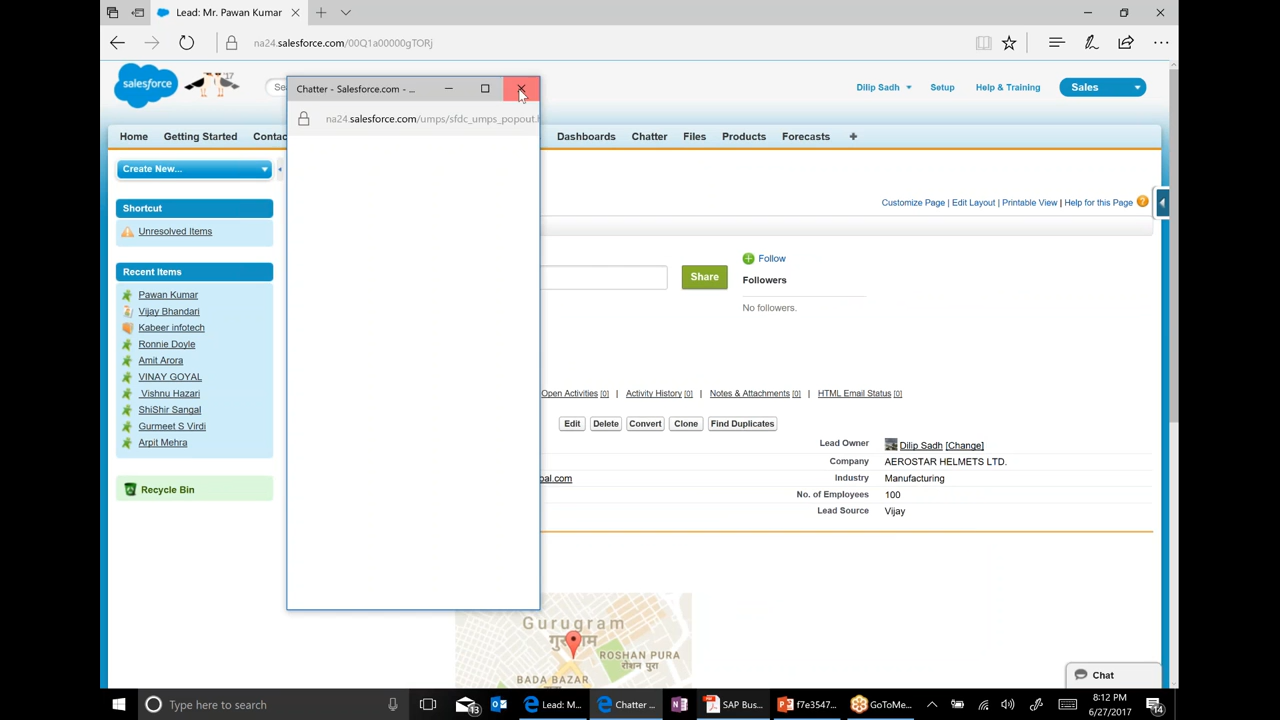 Lead: Mr. Pawan Kumar
na24.salesforce.com/00Q1a00000gTORj
salesforce
'17
Dilip Sadh
Setup
Help & Training
Sales
Chatter - Salesforce.com - ...
na24.salesforce.com/umps/sfdc_umps_popout.
Home
Getting Started
Dashboards
Chatter
Files
Products
Forecasts
Create New...
Customize Page | Edit Layout | Printable View | Help for this Page
Shortcut
Unresolved Items
Follow
Share
Followers
No followers.
Recent Items
Pawan Kumar
Vijay Bhandari
Kabeer infotech
Ronnie Doyle
Amit Arora
VINAY GOYAL
Vishnu Hazari
ShiShir Sangal
Gurmeet S Virdi
Arpit Mehra
Recycle Bin
Open Activities [0] | Activity History [0] | Notes & Attachments [0] | HTML Email Status [0]
Edit
Delete
Convert
Clone
Find Duplicates
Lead Owner Dilip Sadh [Change]
Company AEROSTAR HELMETS LTD.
Industry Manufacturing
No. of Employees 100
Lead Source Vijay
bal.com
Gurugram
गुरुग्राम
ROSHAN PURA
रोशन पुरा
BADA BAZAR
Chat
Type here to search
13
Lead: M...
Chatter ...
SAP Bus...
f7e3547...
GoToMe...
8:12 PM
6/27/2017
14